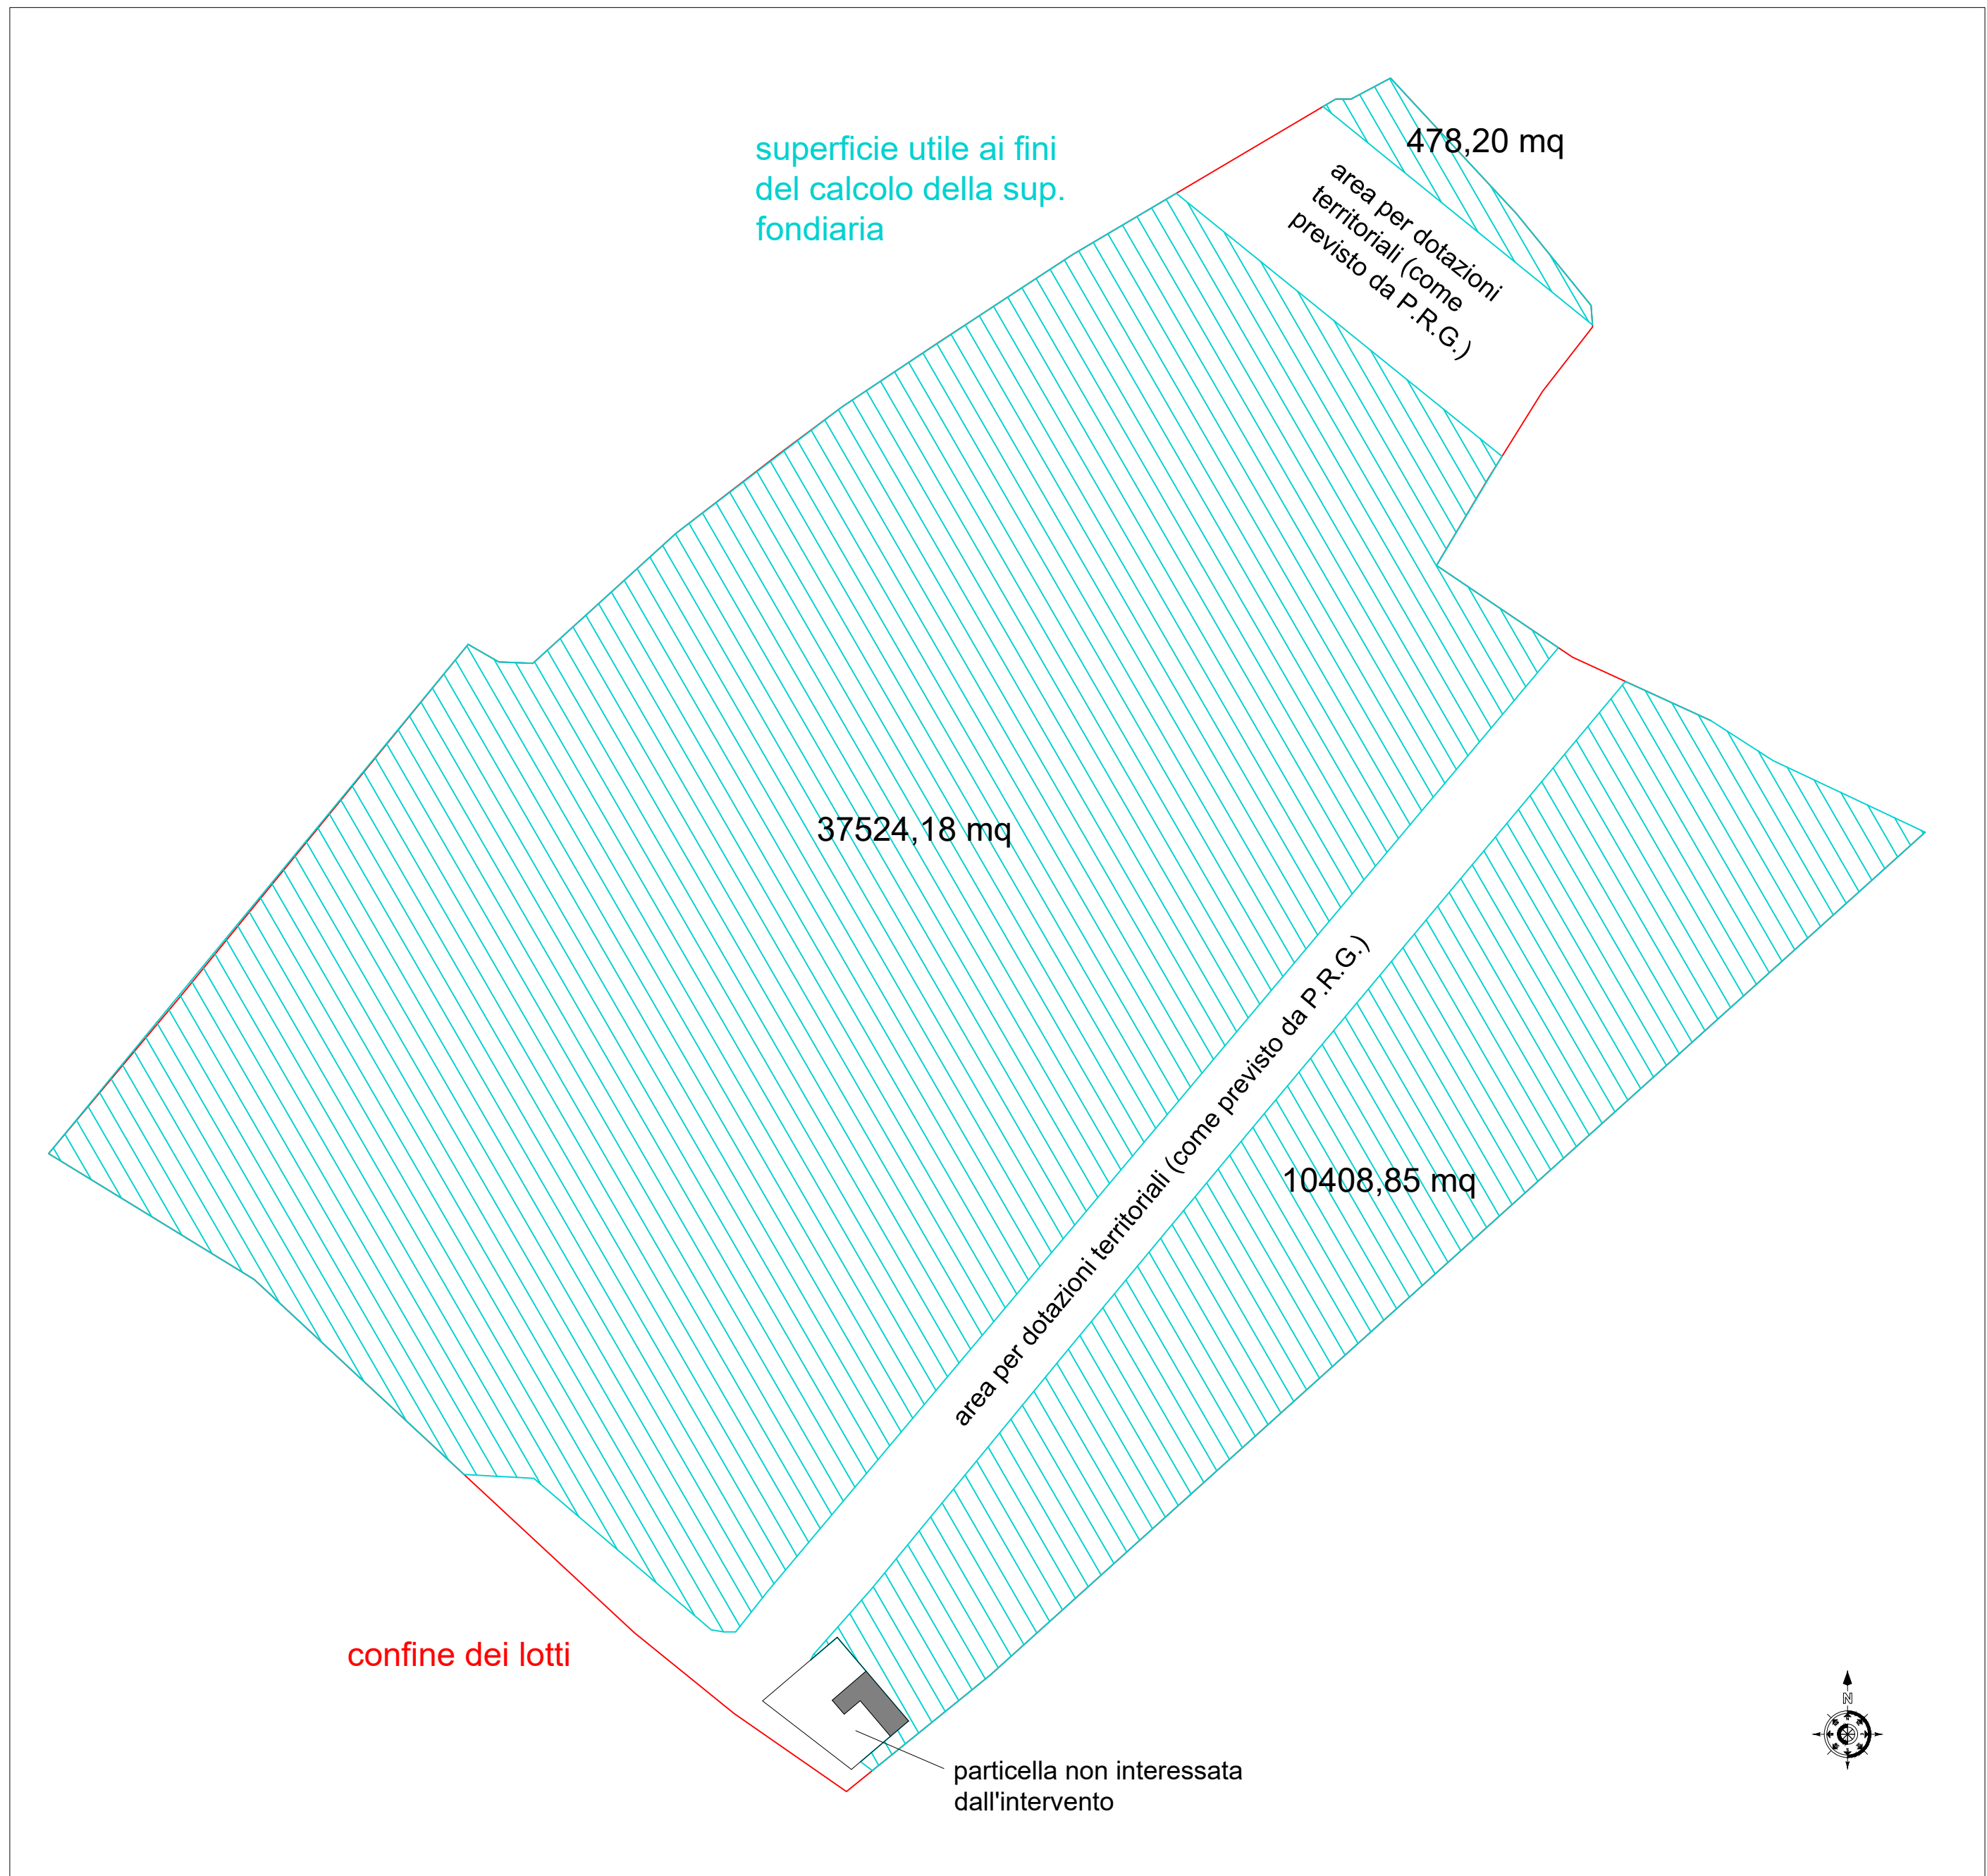 superficie utile ai fini
del calcolo della sup.
fondiaria
478,20 mq
area per dotazioni
territoriali (come
previsto da P.R.G.)
37524,18 mq
area per dotazioni territoriali (come previsto da P.R.G.)
10408,85 mq
confine dei lotti
N
particella non interessata
dall'intervento